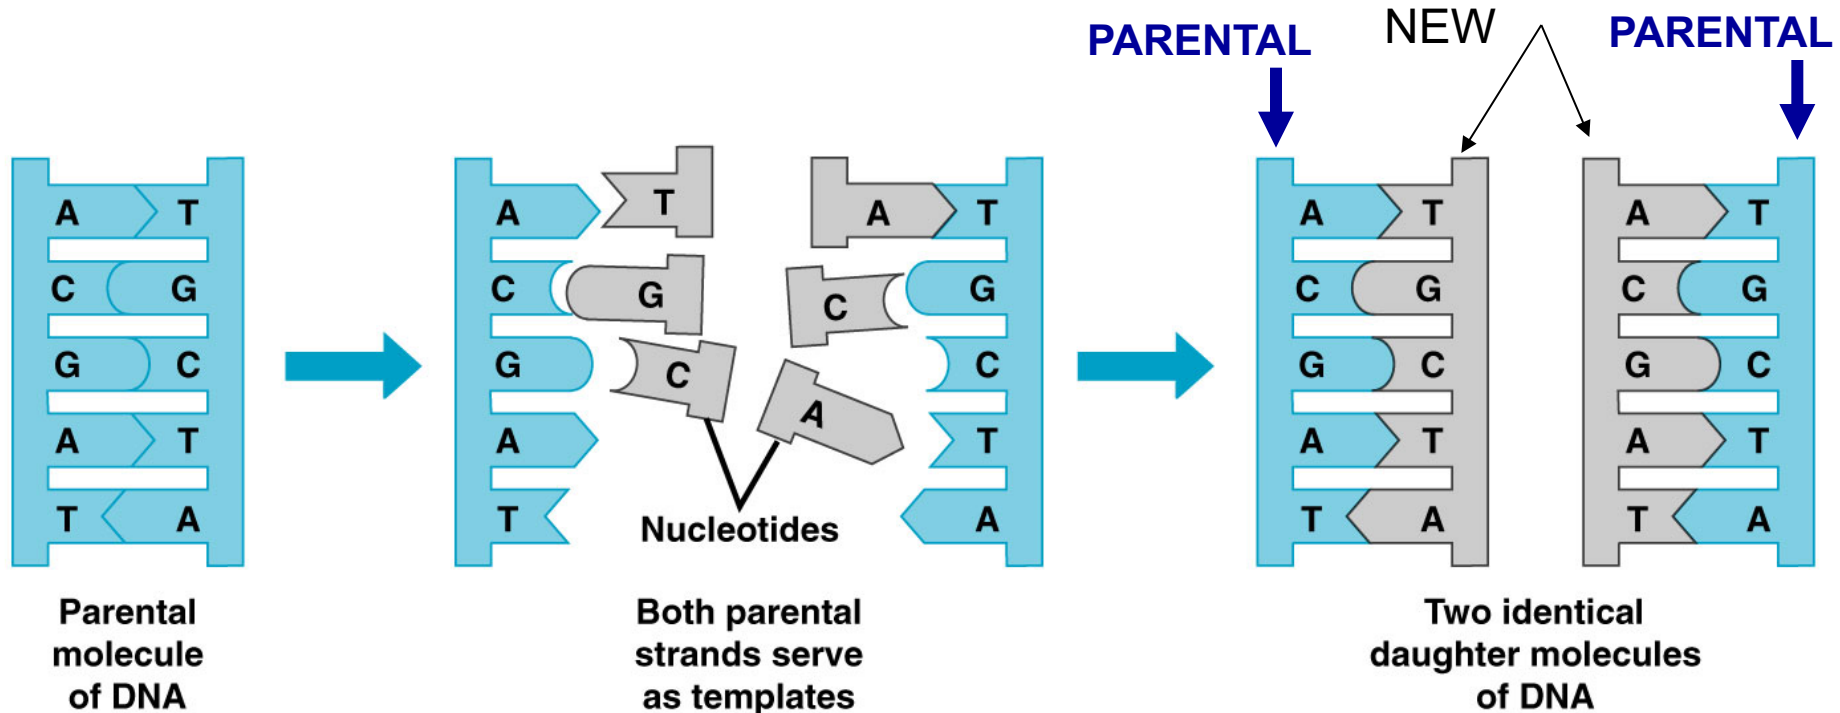 PARENTAL NEW PARENTAL
A T A T A T A T A T
C G C G C G C G C G
G C G C G C G C
A T A A T A T A T
T A T A T A T A
Nucleotides
Parental
molecule
of DNA
Both parental
strands serve
as templates
Two identical
daughter molecules
of DNA